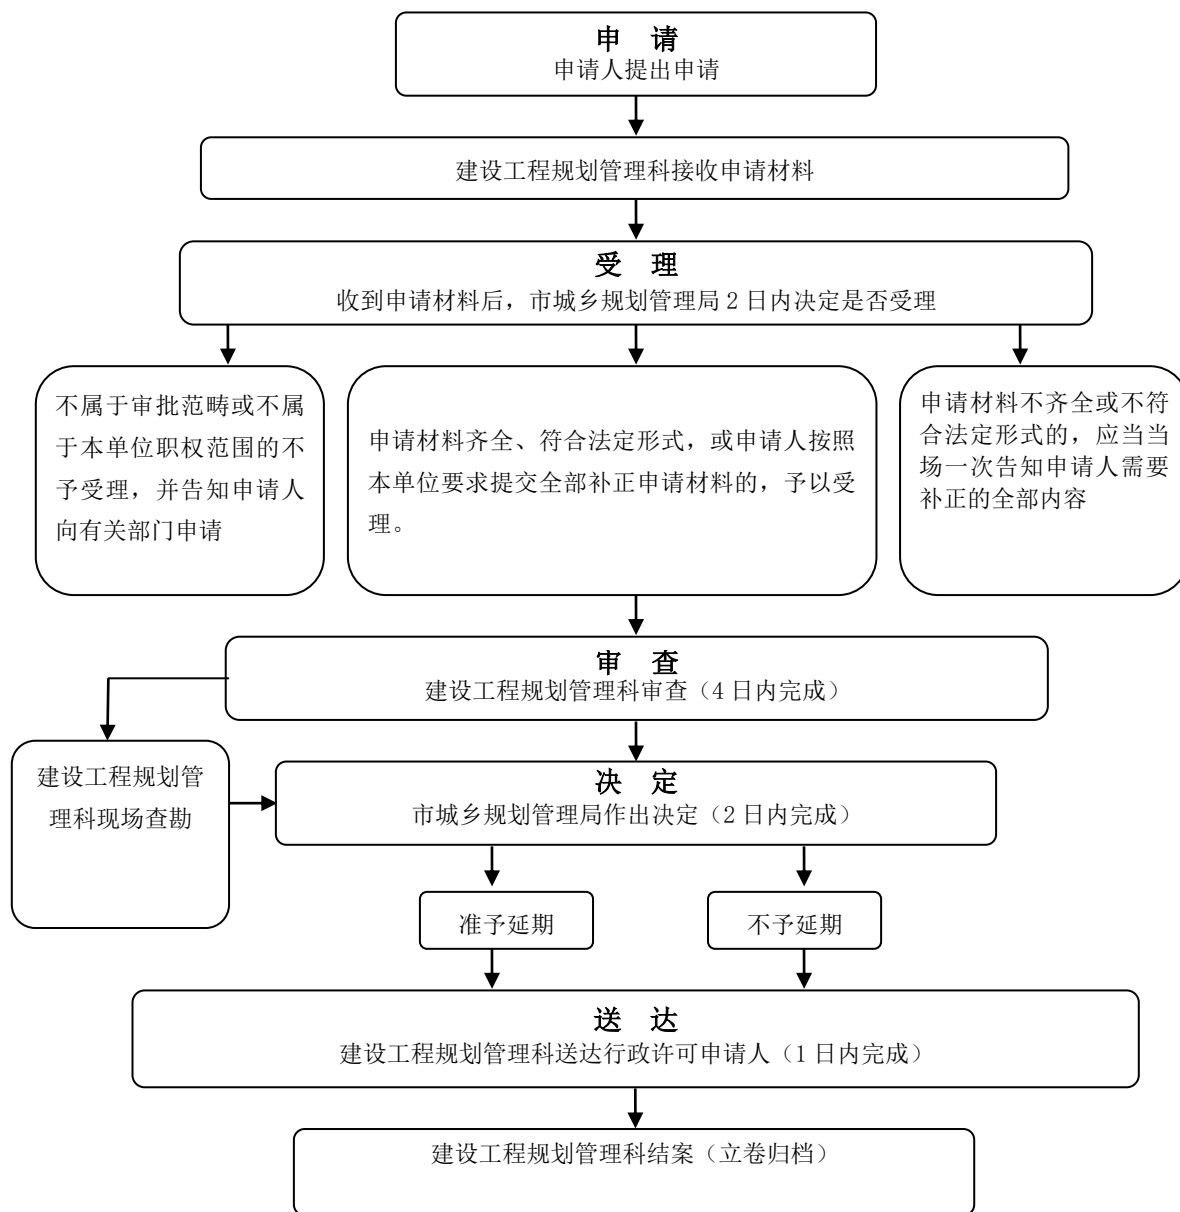 申 请
申请人提出申请
建设工程规划管理科接收申请材料
受 理
收到申请材料后，市城乡规划管理局 2 日内决定是否受理
不属于审批范畴或不属
于本单位职权范围的不
予受理，并告知申请人
向有关部门申请
申请材料齐全、符合法定形式，或申请人按照
本单位要求提交全部补正申请材料的，予以受
理。
申请材料不齐全或不符
合法定形式的，应当当
场一次告知申请人需要
补正的全部内容
审 查
建设工程规划管理科审查（4 日内完成）
建设工程规划管
理科现场查勘
决 定
市城乡规划管理局作出决定（2 日内完成）
准予延期
不予延期
送 达
建设工程规划管理科送达行政许可申请人（1 日内完成）
建设工程规划管理科结案（立卷归档）